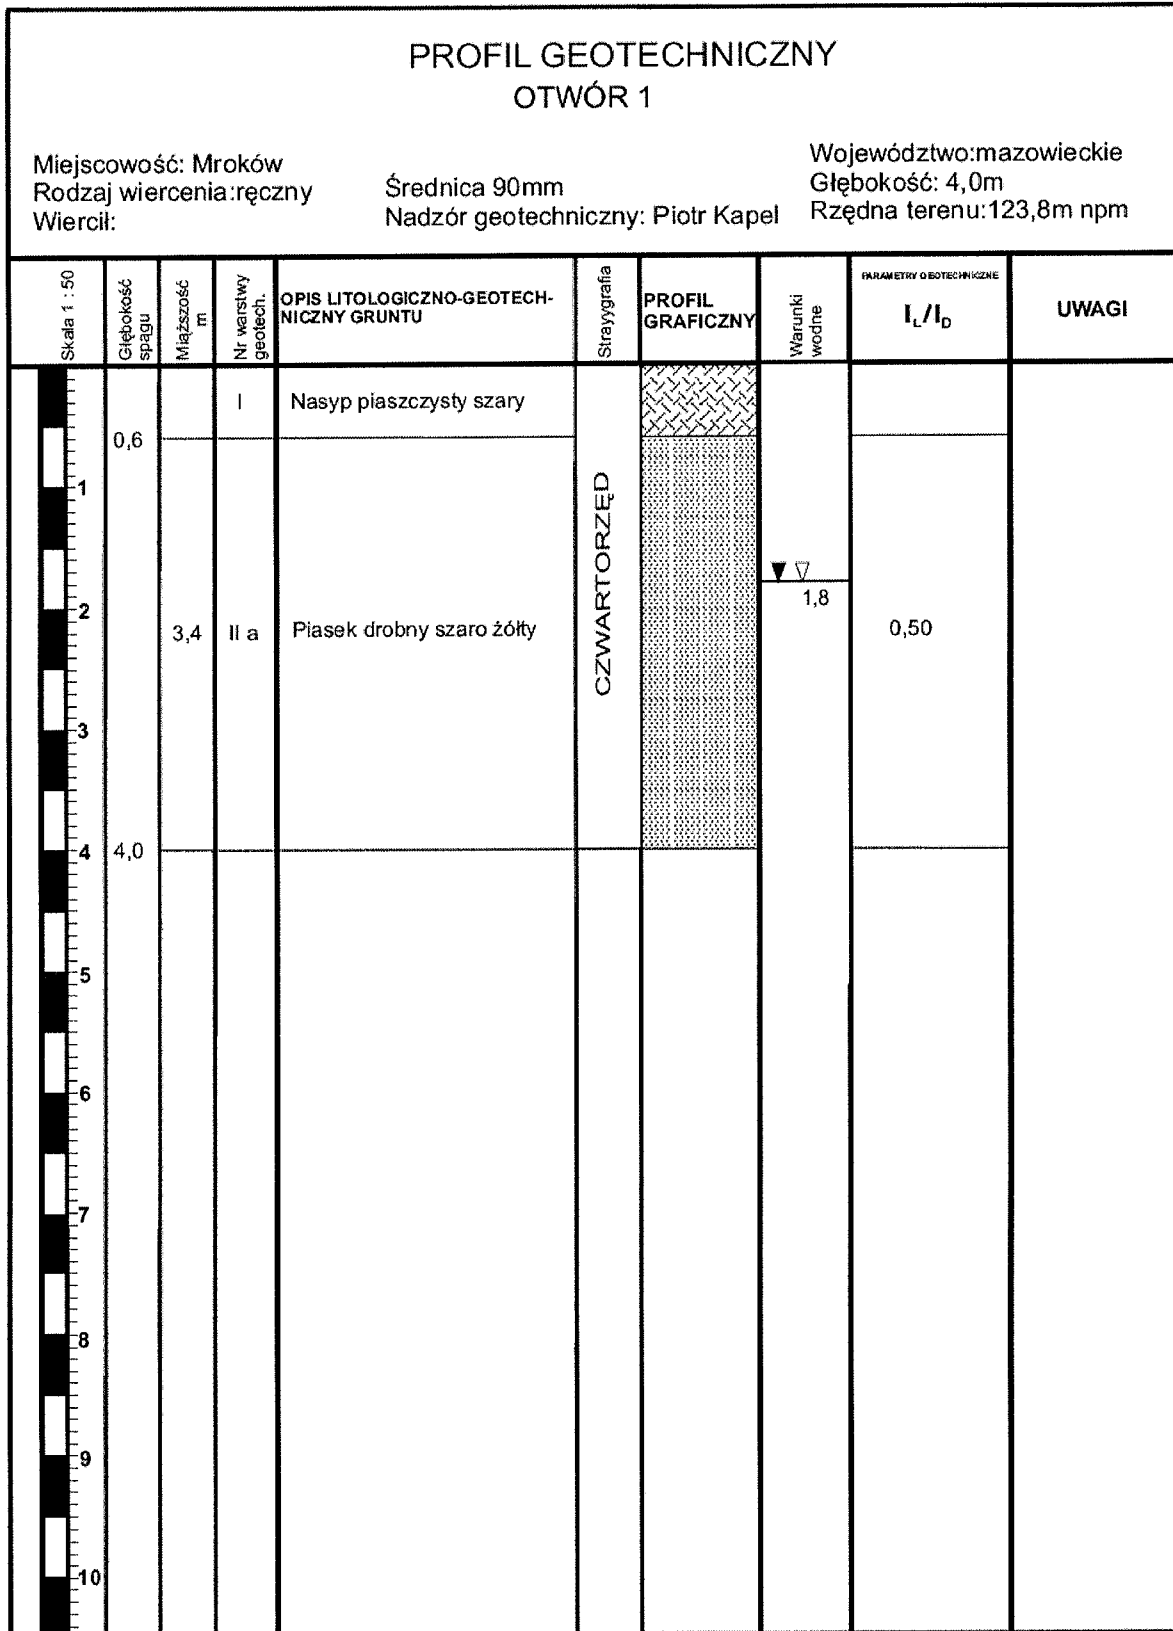 PROFIL GEOTECHNICZNY
OTWÓR 1
Miejscowość: Mroków
Rodzaj wiercenia:ręczny
Wiercił:
Średnica 90mm
Nadzór geotechniczny: Piotr Kapel
Województwo:mazowieckie
Głębokość: 4,0m
Rzędna terenu:123,8m npm
Skala 1 : 50
Głębokość
spągu
Miąższość
m
Nr warstwy
geotech.
OPIS LITOLOGICZNO-GEOTECH-
NICZNY GRUNTU
Strayygrafia
PROFIL
GRAFICZNY
Warunki
wodne
PARAMETRY GEOTECHNICZNE
I_L/I_D
UWAGI
I
Nasyp piaszczysty szary
0,6
1
CZWARTORZĘD
1,8
2
3,4
II a
Piasek drobny szaro żółty
0,50
3
4
4,0
5
6
7
8
9
10